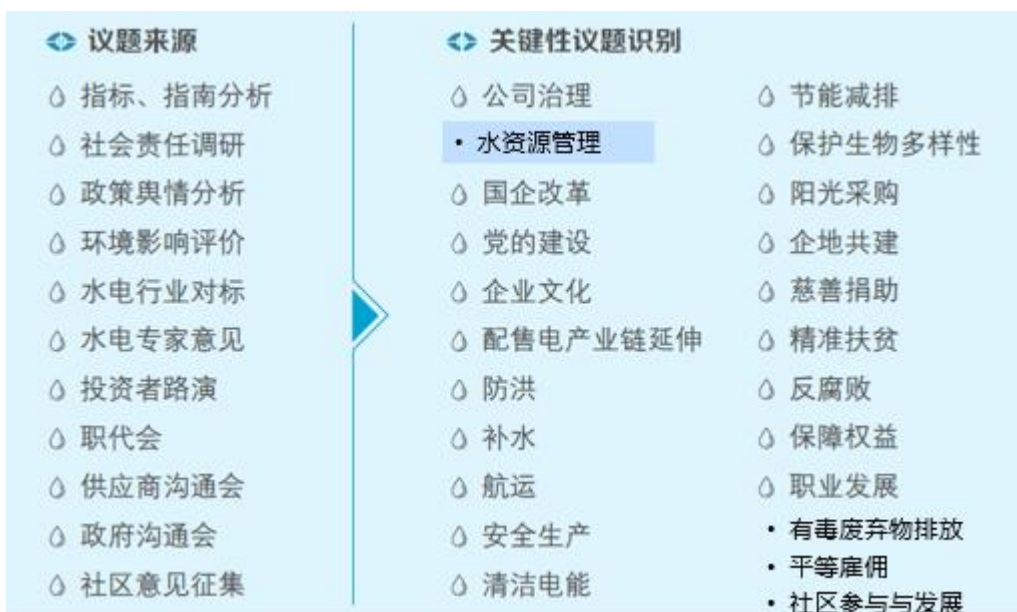 议题来源
指标、指南分析
社会责任调研
政策舆情分析
环境影响评价
水电行业对标
水电专家意见
投资者路演
职代会
供应商沟通会
政府沟通会
社区意见征集
关键性议题识别
公司治理
• 水资源管理
国企改革
党的建设
企业文化
配售电产业链延伸
防洪
补水
航运
安全生产
清洁电能
节能减排
保护生物多样性
阳光采购
企地共建
慈善捐助
精准扶贫
反腐败
保障权益
职业发展
• 有毒废弃物排放
• 平等雇佣
• 社区参与与发展